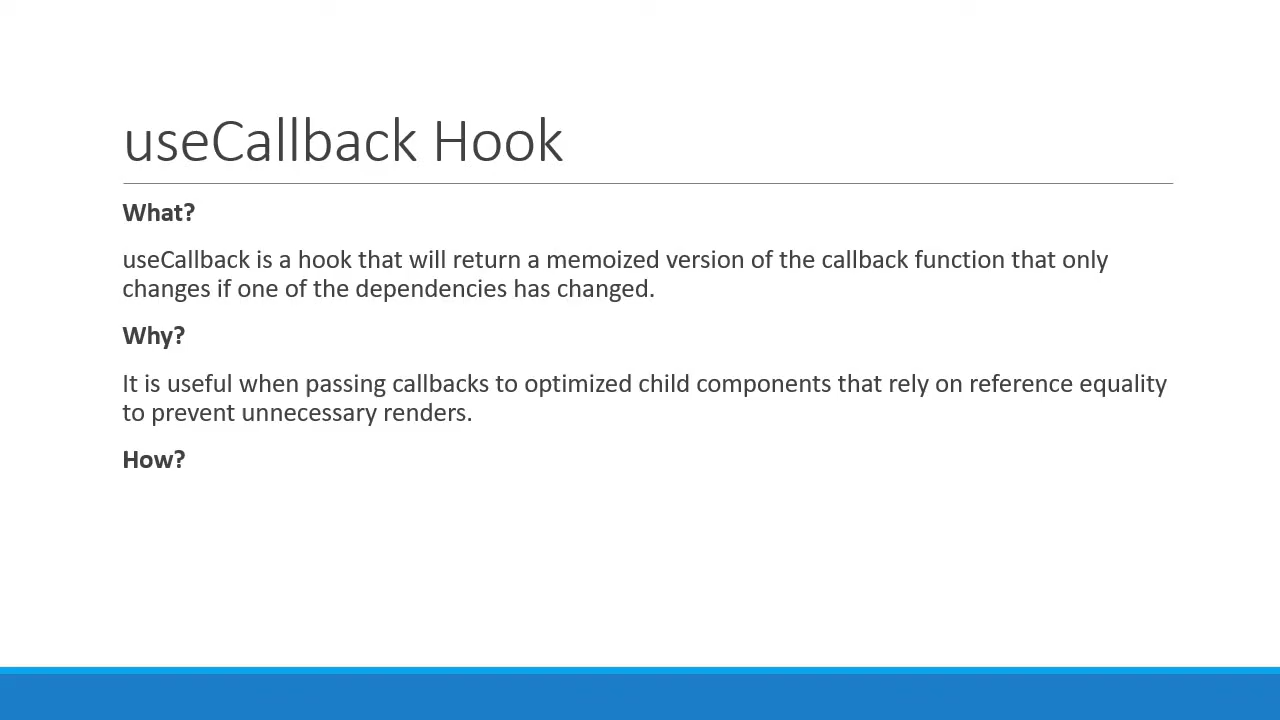 useCallback Hook
What?
useCallback is a hook that will return a memoized version of the callback function that only
changes if one of the dependencies has changed.
Why?
It is useful when passing callbacks to optimized child components that rely on reference equality
to prevent unnecessary renders.
How?